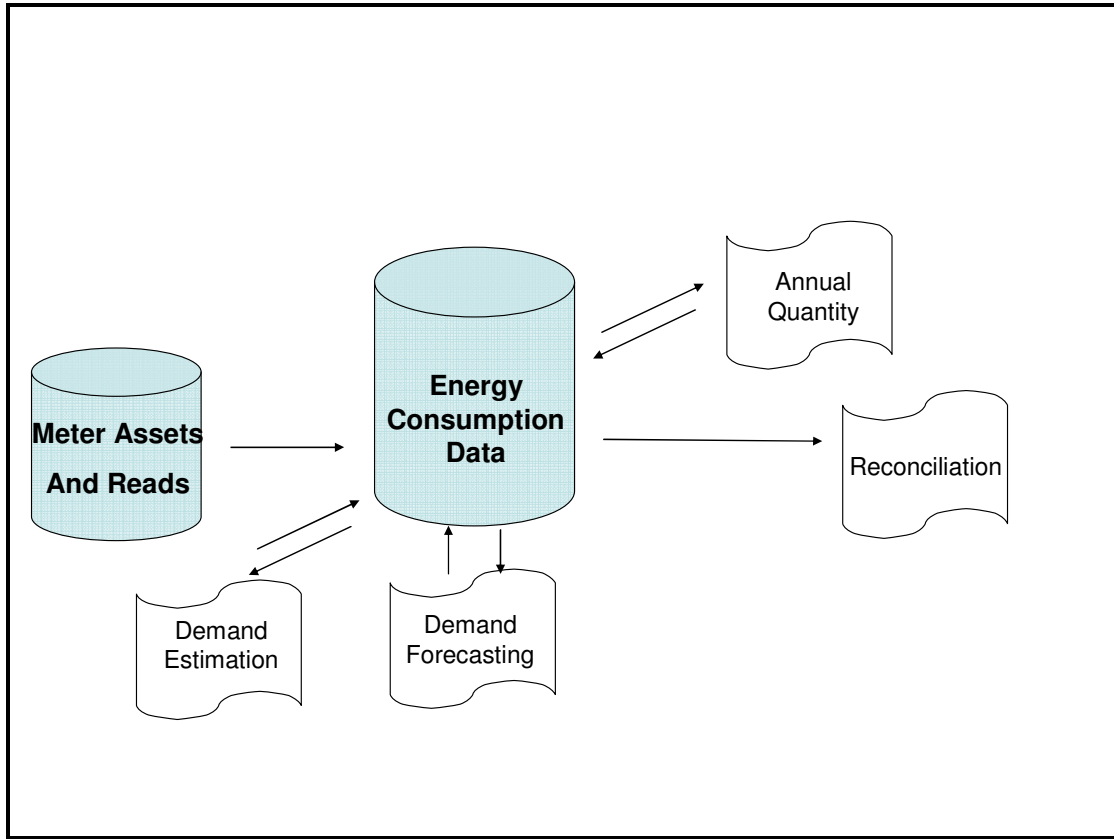 Annual
Quantity
Energy
Consumption
Data
Meter Assets
And Reads
Reconciliation
Demand
Estimation
Demand
Forecasting